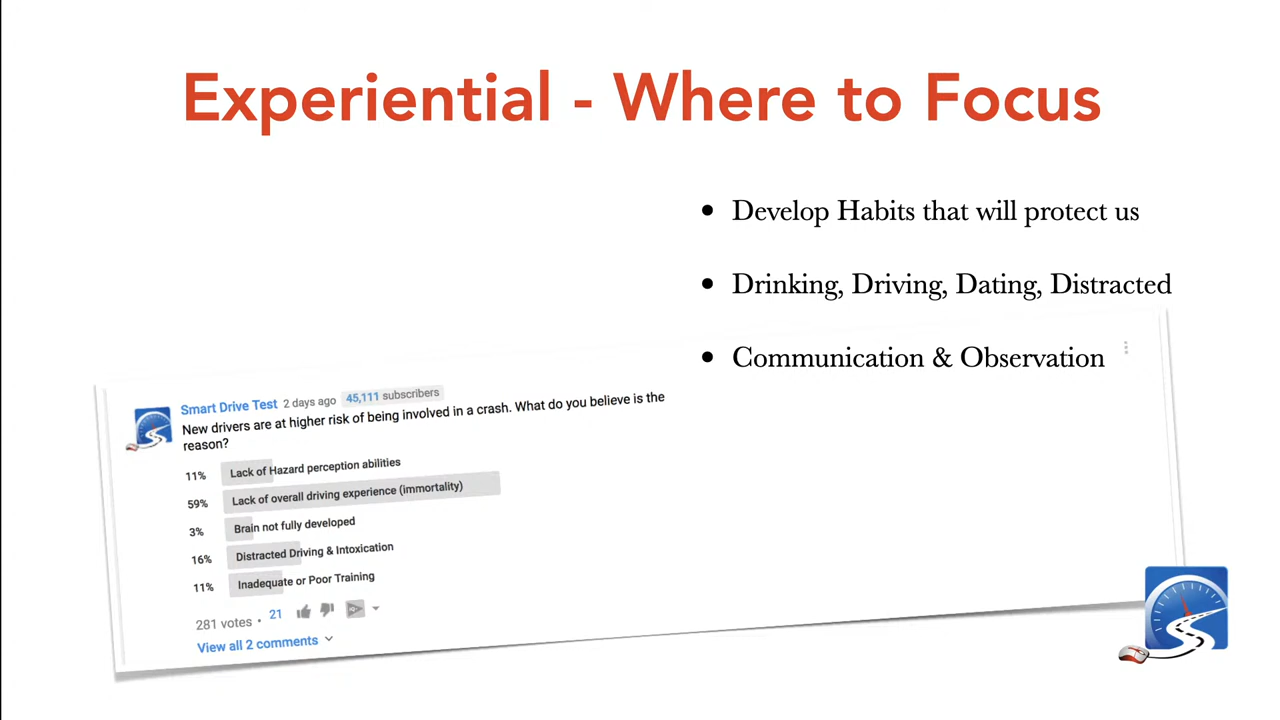 Experiential - Where to Focus
• Develop Habits that will protect us
• Drinking, Driving, Dating, Distracted
• Communication & Observation
Smart Drive Test 2 days ago 45,111 subscribers
New drivers are at higher risk of being involved in a crash. What do you believe is the
reason?
11% Lack of Hazard perception abilities
59% Lack of overall driving experience (immortality)
3% Brain not fully developed
16% Distracted Driving & Intoxication
11% Inadequate or Poor Training
281 votes • 21
View all 2 comments